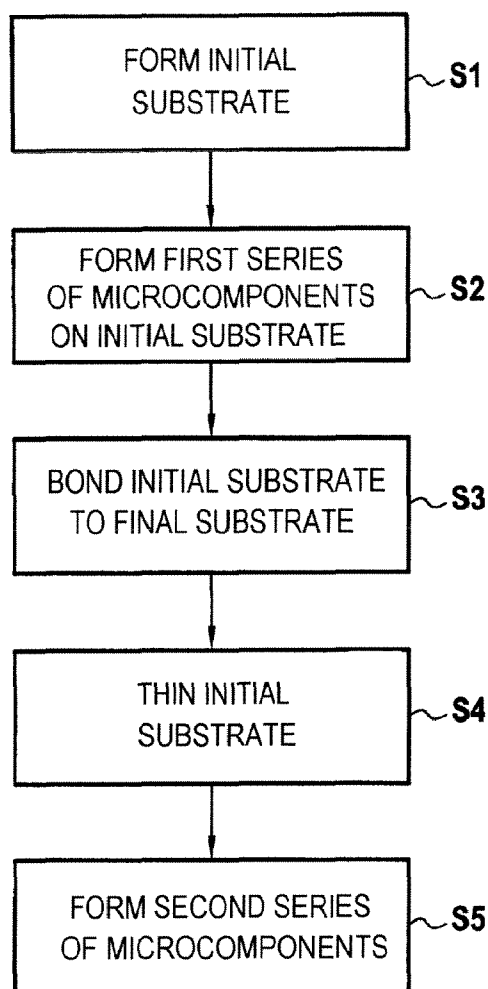 FORM INITIAL
SUBSTRATE
S1
FORM FIRST SERIES
OF MICROCOMPONENTS
ON INITIAL SUBSTRATE
S2
BOND INITIAL SUBSTRATE
TO FINAL SUBSTRATE
S3
THIN INITIAL
SUBSTRATE
S4
FORM SECOND SERIES
OF MICROCOMPONENTS
S5